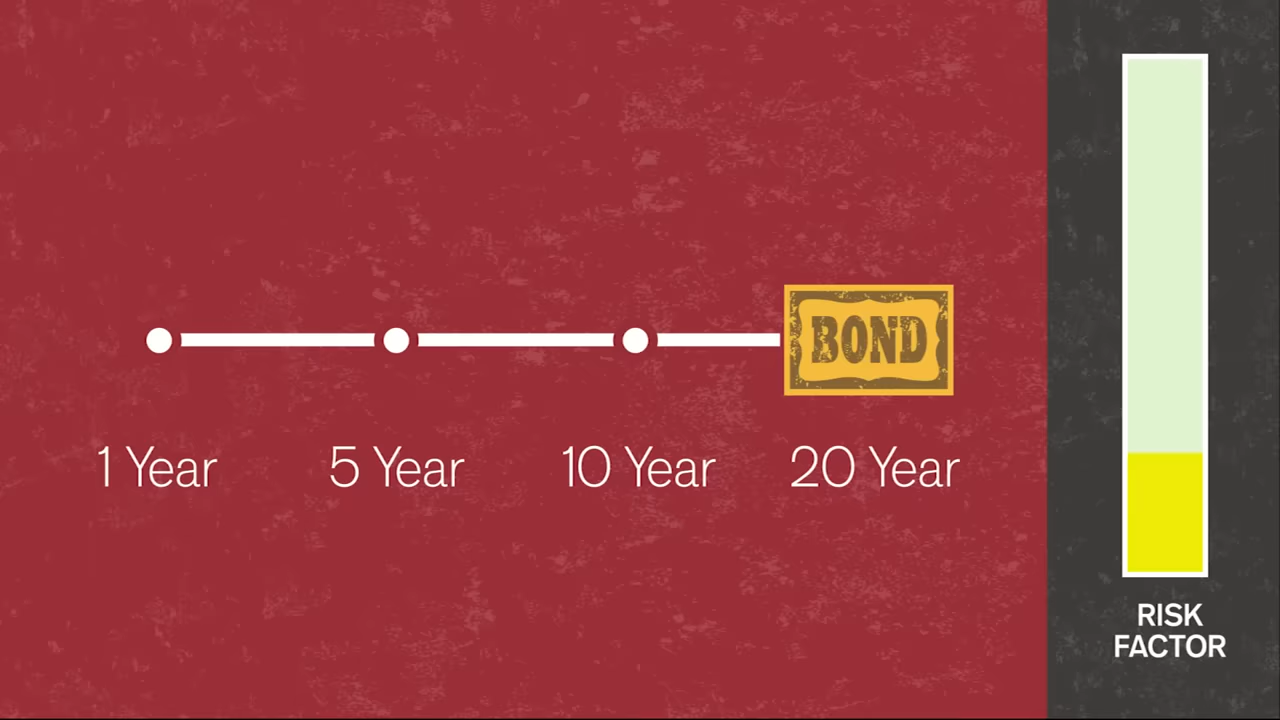 BOND
1 Year
5 Year
10 Year
20 Year
RISK
FACTOR